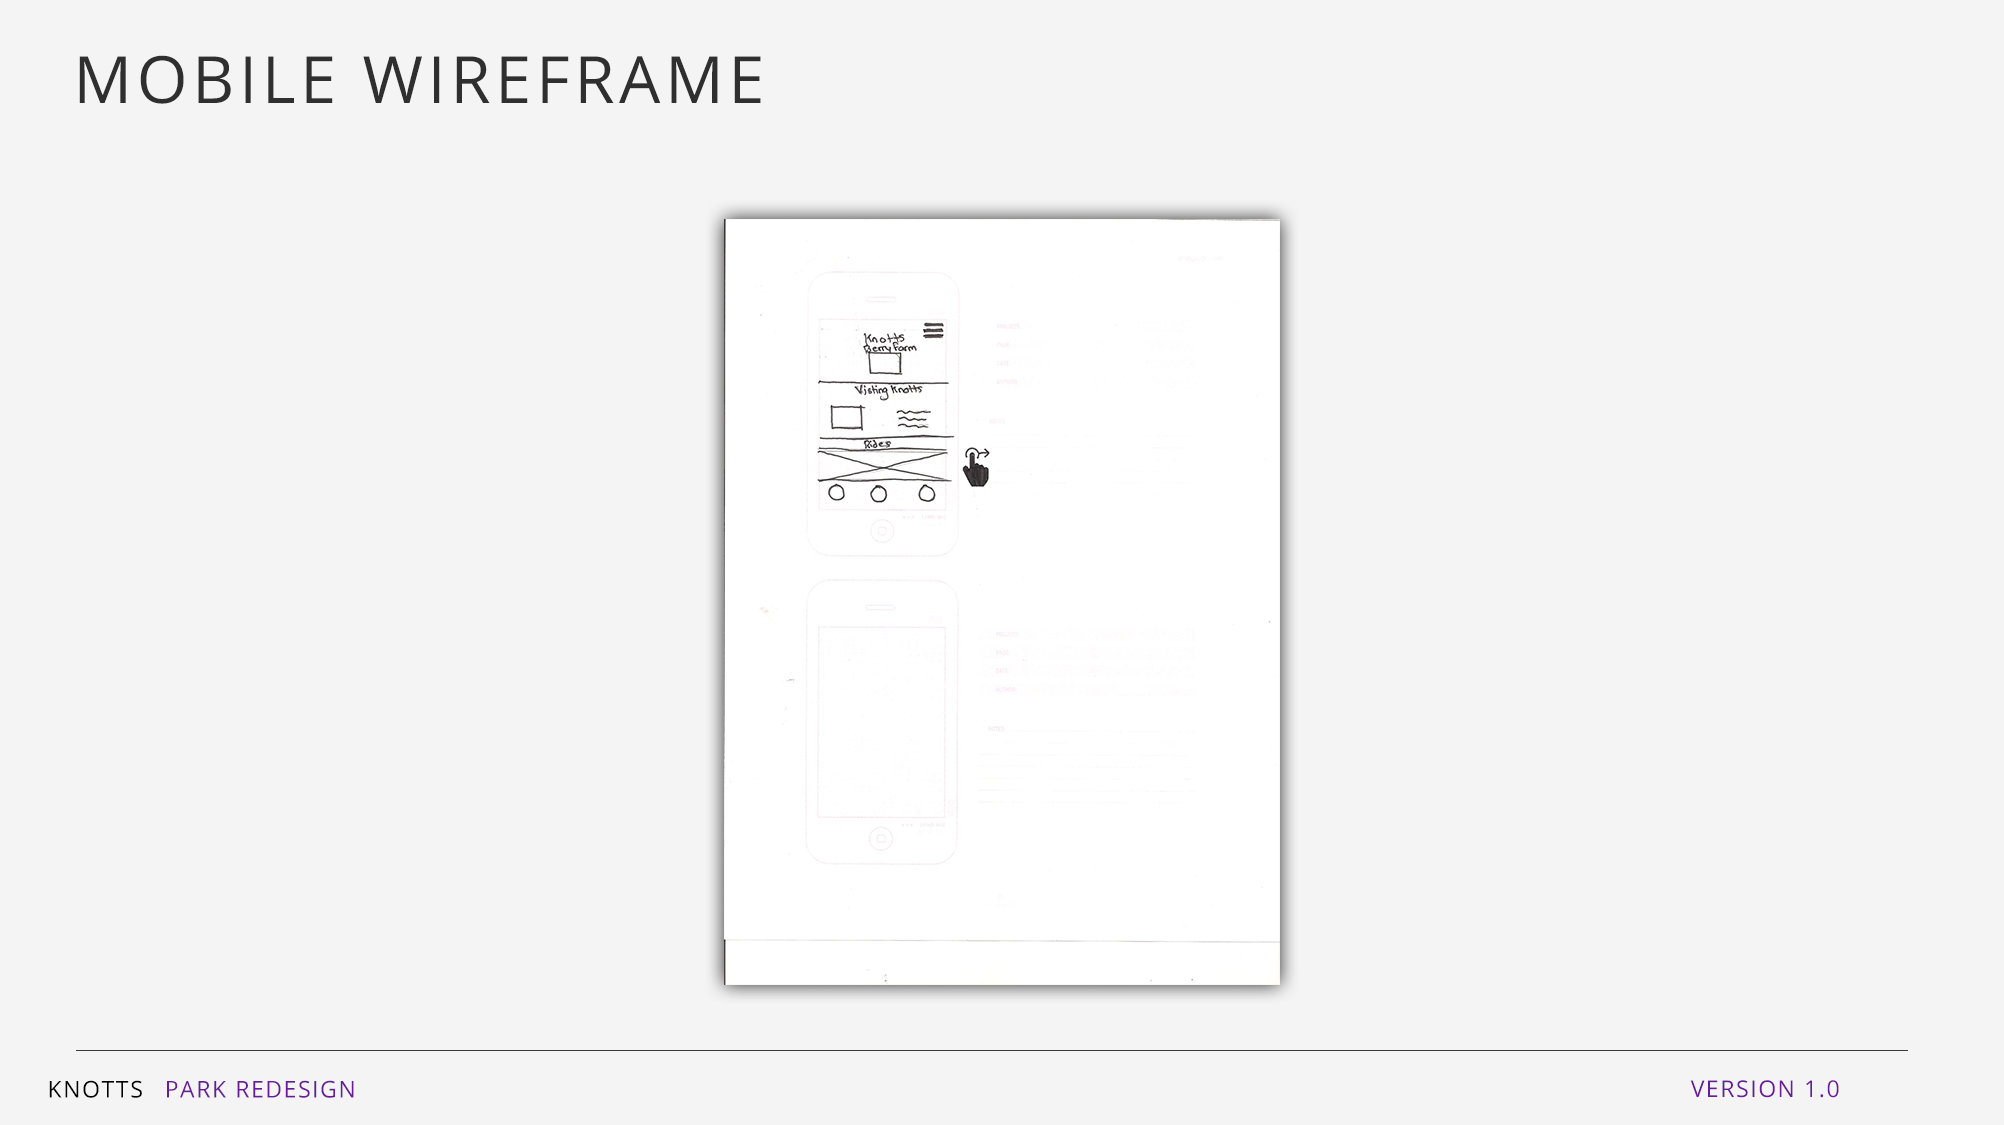 MOBILE WIREFRAME
Knotts
Berry Farm
Visting Knotts
Rides
KNOTTS PARK REDESIGN
VERSION 1.0